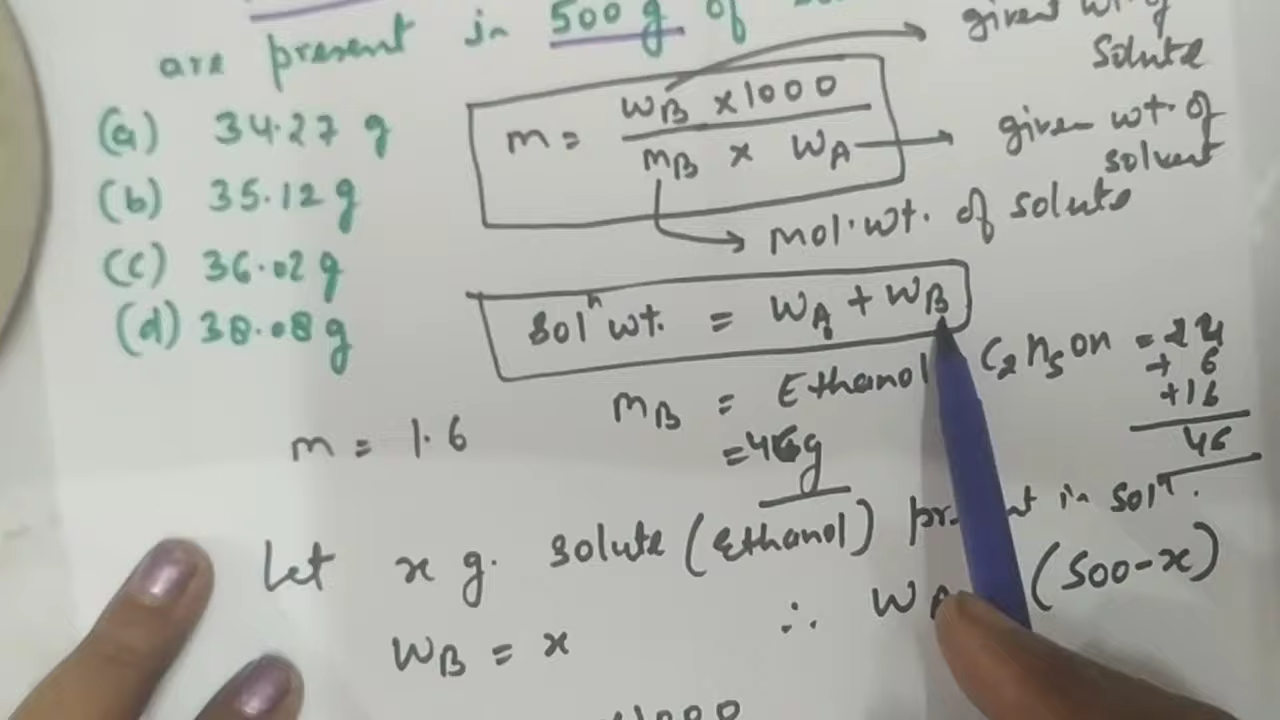 are present in 500 g of
given wt. of
solute
(a) 34.27 g
m = WB x 1000
mB x WA
given wt. of
solvent
(b) 35.12 g
mol. wt. of solute
(c) 36.02 g
solⁿ wt. = WA + WB
(d) 38.08 g
mB = Ethanol C2H5OH = 24
+ 6
+16
46
= 46g
m = 1.6
Let x g. solute (Ethanol) in solⁿ.
WB = x
∴ WA (500-x)
x1000